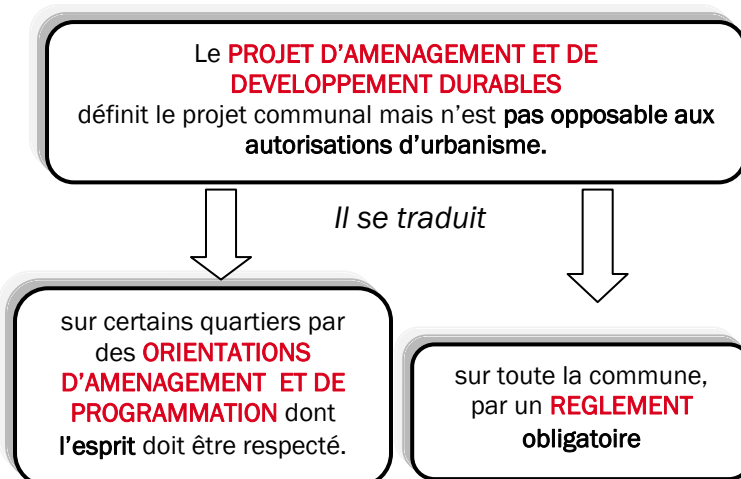 Le PROJET D’AMENAGEMENT ET DE
DEVELOPPEMENT DURABLES
définit le projet communal mais n’est pas opposable aux
autorisations d’urbanisme.
Il se traduit
sur certains quartiers par
des ORIENTATIONS
D’AMENAGEMENT ET DE
PROGRAMMATION dont
l’esprit doit être respecté.
sur toute la commune,
par un REGLEMENT
obligatoire